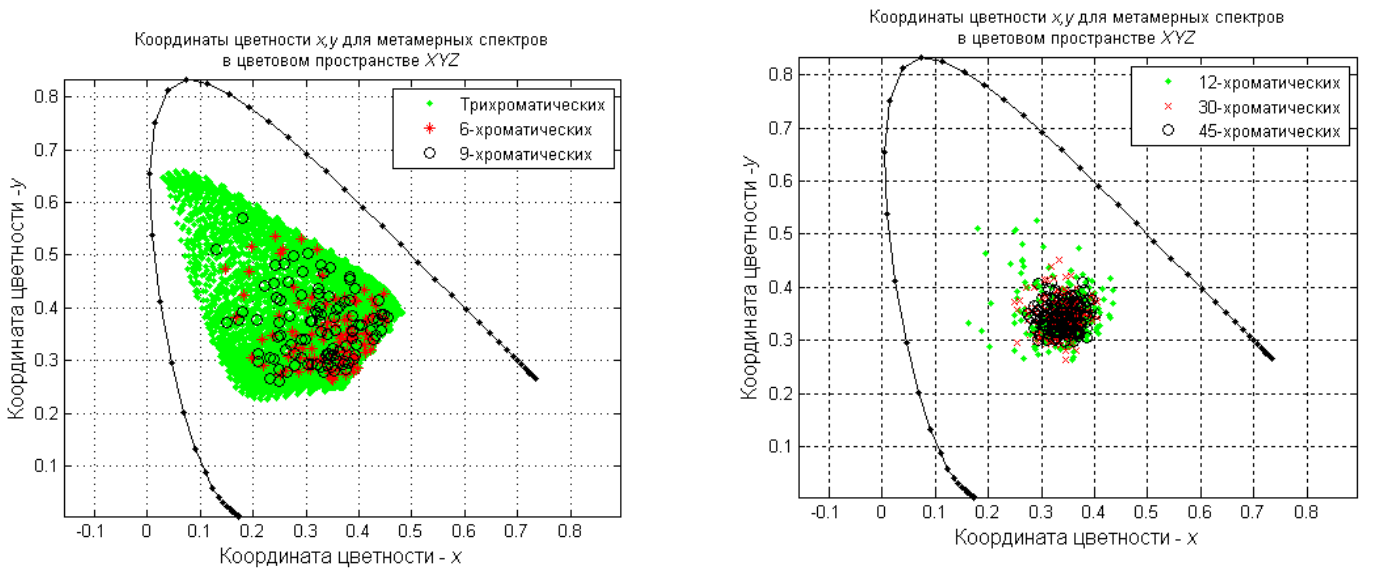 Координаты цветности x,y для метамерных спектров
в цветовом пространстве XYZ
Трихроматических
6-хроматических
9-хроматических
Координата цветности -y
0.8
0.7
0.6
0.5
0.4
0.3
0.2
0.1
-0.1 0 0.1 0.2 0.3 0.4 0.5 0.6 0.7 0.8
Координата цветности - x
Координаты цветности x,y для метамерных спектров
в цветовом пространстве XYZ
12-хроматических
30-хроматических
45-хроматических
Координата цветности -y
0.8
0.7
0.6
0.5
0.4
0.3
0.2
0.1
-0.1 0 0.1 0.2 0.3 0.4 0.5 0.6 0.7 0.8
Координата цветности - x